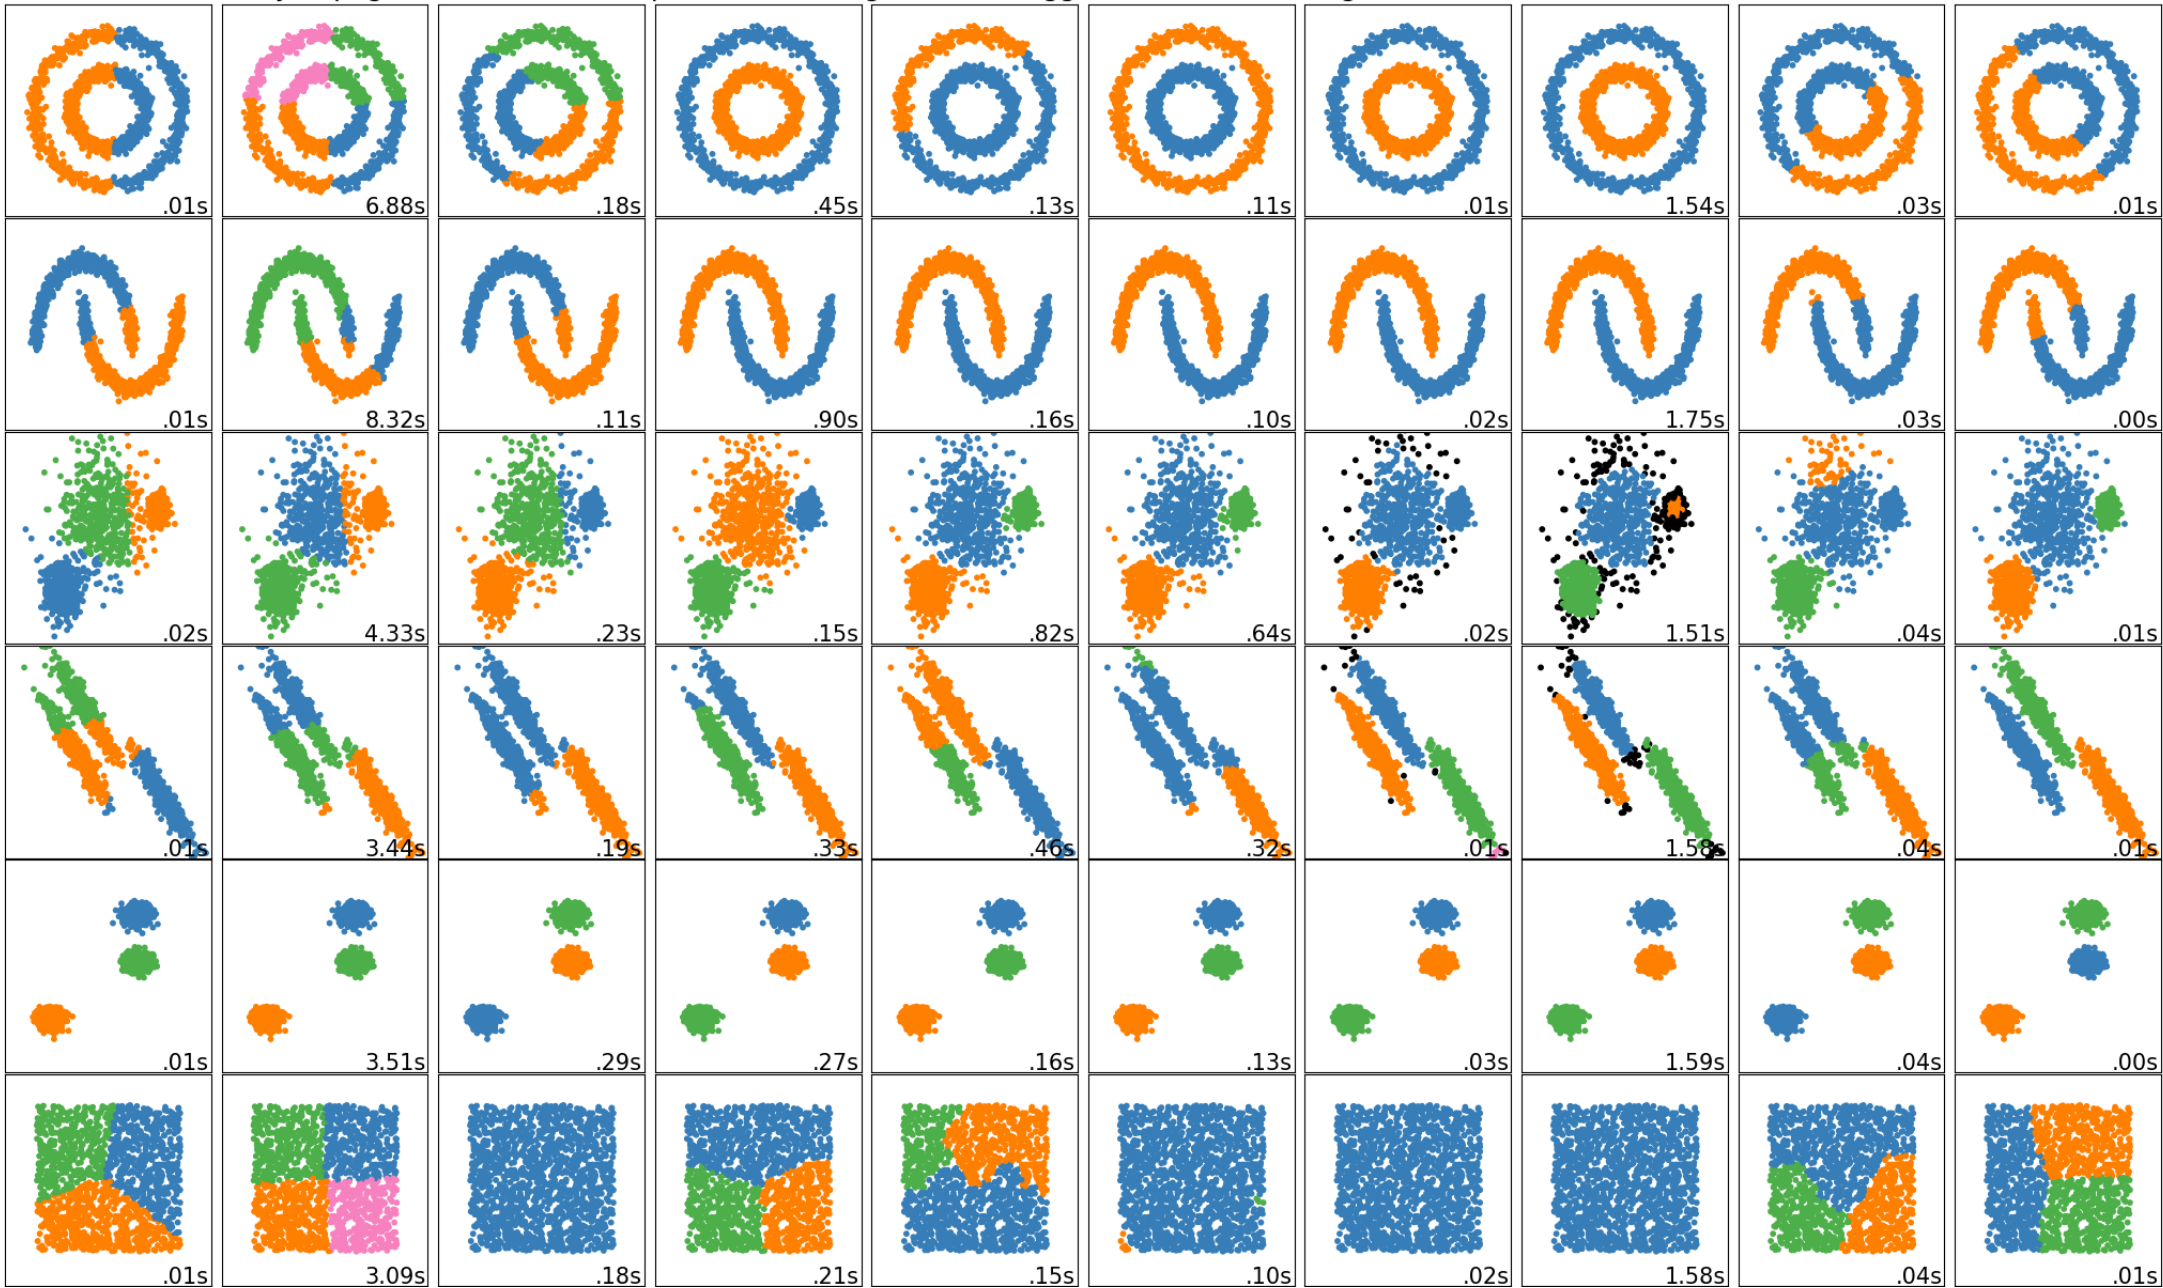 .01s 6.88s .18s .45s .13s .11s .01s 1.54s .03s .01s
.01s 8.32s .11s .90s .16s .10s .02s 1.75s .03s .00s
.02s 4.33s .23s .15s .82s .64s .02s 1.51s .04s .01s
.01s 3.44s .19s .33s .46s .32s .01s 1.58s .04s .01s
.01s 3.51s .29s .27s .16s .13s .03s 1.59s .04s .00s
.01s 3.09s .18s .21s .15s .10s .02s 1.58s .04s .01s